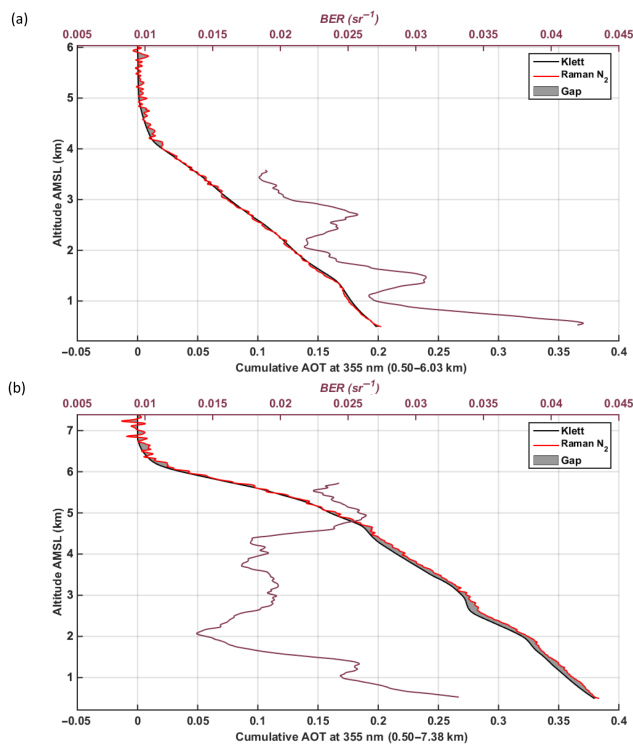 (a)
BER (sr⁻¹)
0.005 0.01 0.015 0.02 0.025 0.03 0.035 0.04 0.045
6
5
4
3
2
1
Altitude AMSL (km)
Klett
Raman N₂
Gap
−0.05 0 0.05 0.1 0.15 0.2 0.25 0.3 0.35 0.4
Cumulative AOT at 355 nm (0.50–6.03 km)
(b)
BER (sr⁻¹)
0.005 0.01 0.015 0.02 0.025 0.03 0.035 0.04 0.045
7
6
5
4
3
2
1
Altitude AMSL (km)
Klett
Raman N₂
Gap
−0.05 0 0.05 0.1 0.15 0.2 0.25 0.3 0.35 0.4
Cumulative AOT at 355 nm (0.50–7.38 km)